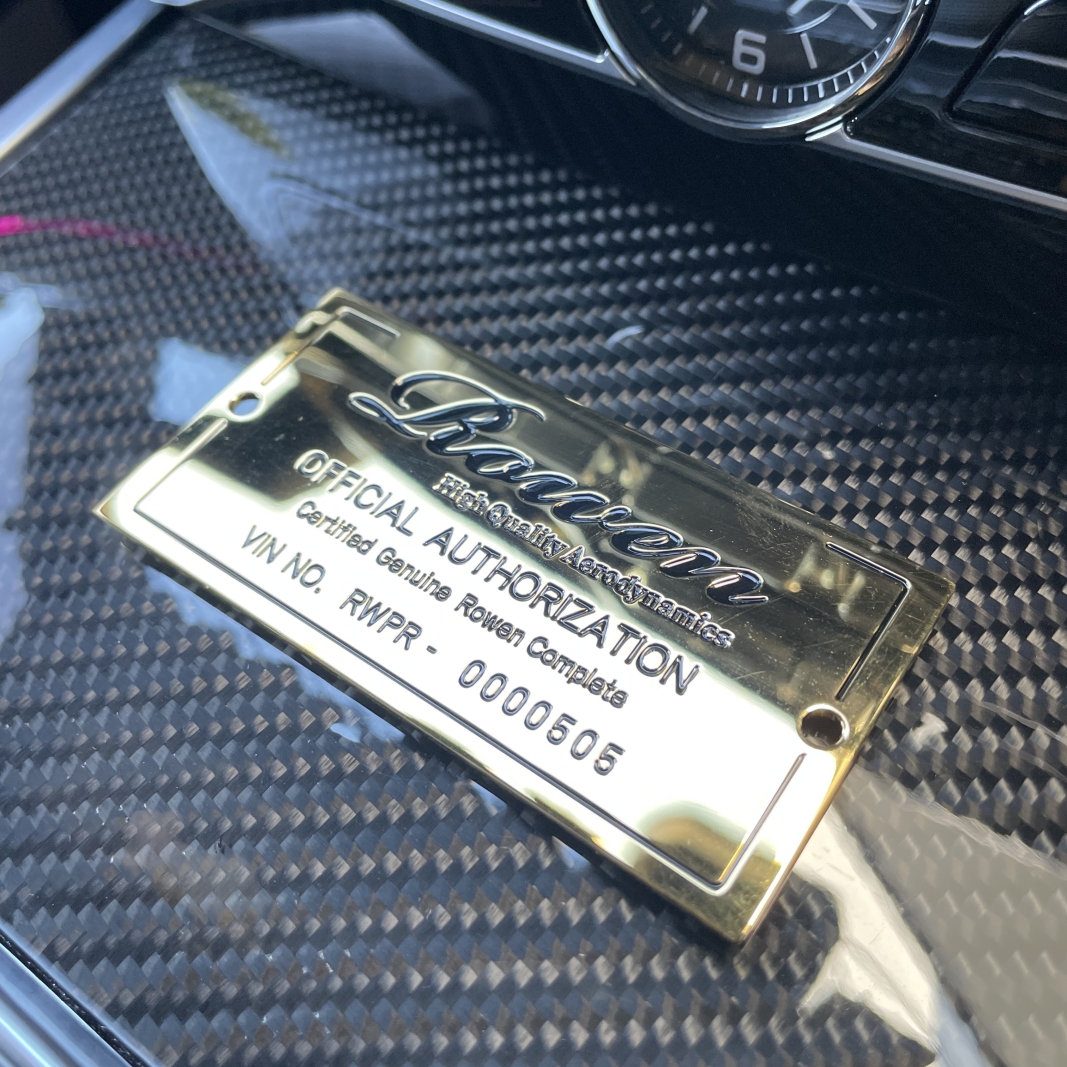 6
Rowen
High Quality Aerodynamics
OFFICIAL AUTHORIZATION
Certified Genuine Rowen Complete
VIN NO. RWPR - 0000505